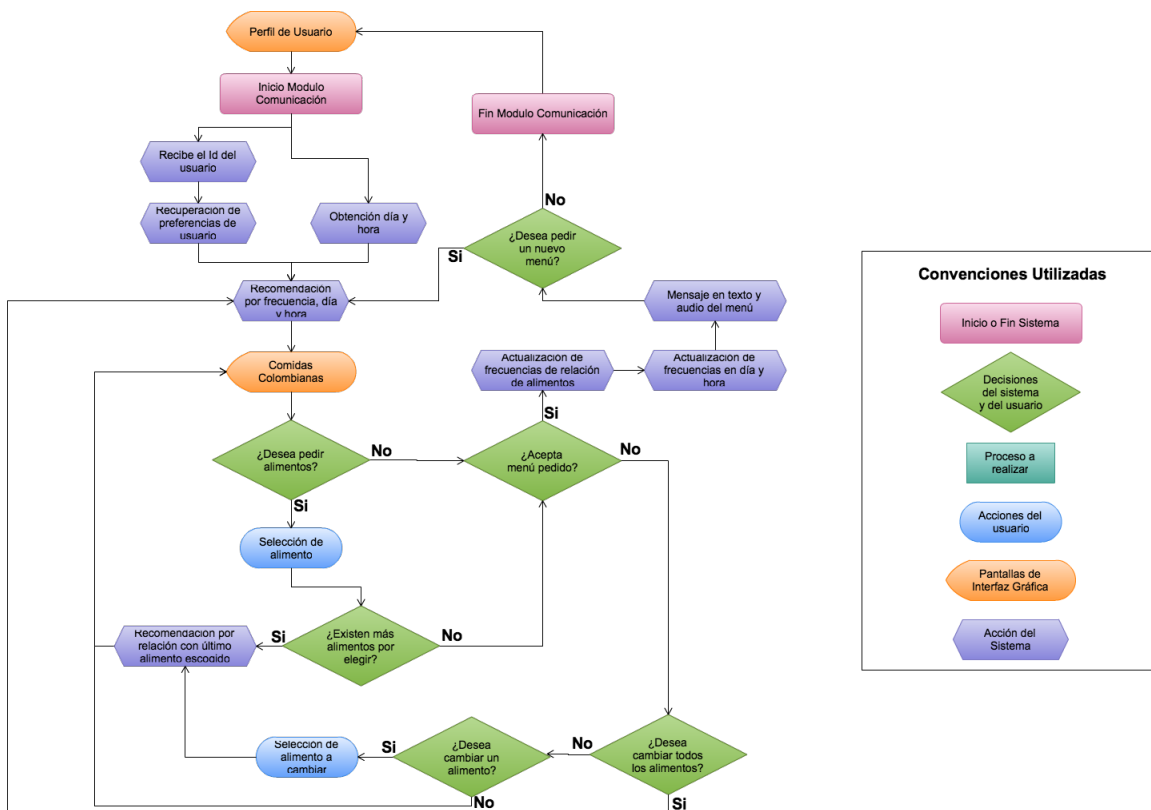 Perfil de Usuario
Inicio Modulo
Comunicación
Fin Modulo Comunicación
Recibe el Id del
usuario
Recuperación de
preferencias de
usuario
Obtención día y
hora
No
¿Desea pedir
un nuevo
menú?
Si
Recomendación
por frecuencia, día
y hora
Mensaje en texto y
audio del menú
Comidas
Colombianas
Actualización de
frecuencias de relación
de alimentos
Actualización de
frecuencias en día y
hora
Si
¿Desea pedir
alimentos?
No
¿Acepta
menú pedido?
No
Si
Selección de
alimento
Recomendación por
relación con último
alimento escogido
Si
¿Existen más
alimentos por
elegir?
No
Selección de
alimento a
cambiar
Si
¿Desea
cambiar un
alimento?
No
No
¿Desea
cambiar todos
los alimentos?
Si
Convenciones Utilizadas
Inicio o Fin Sistema
Decisiones
del sistema
y del usuario
Proceso a
realizar
Acciones del
usuario
Pantallas de
Interfaz Gráfica
Acción del
Sistema